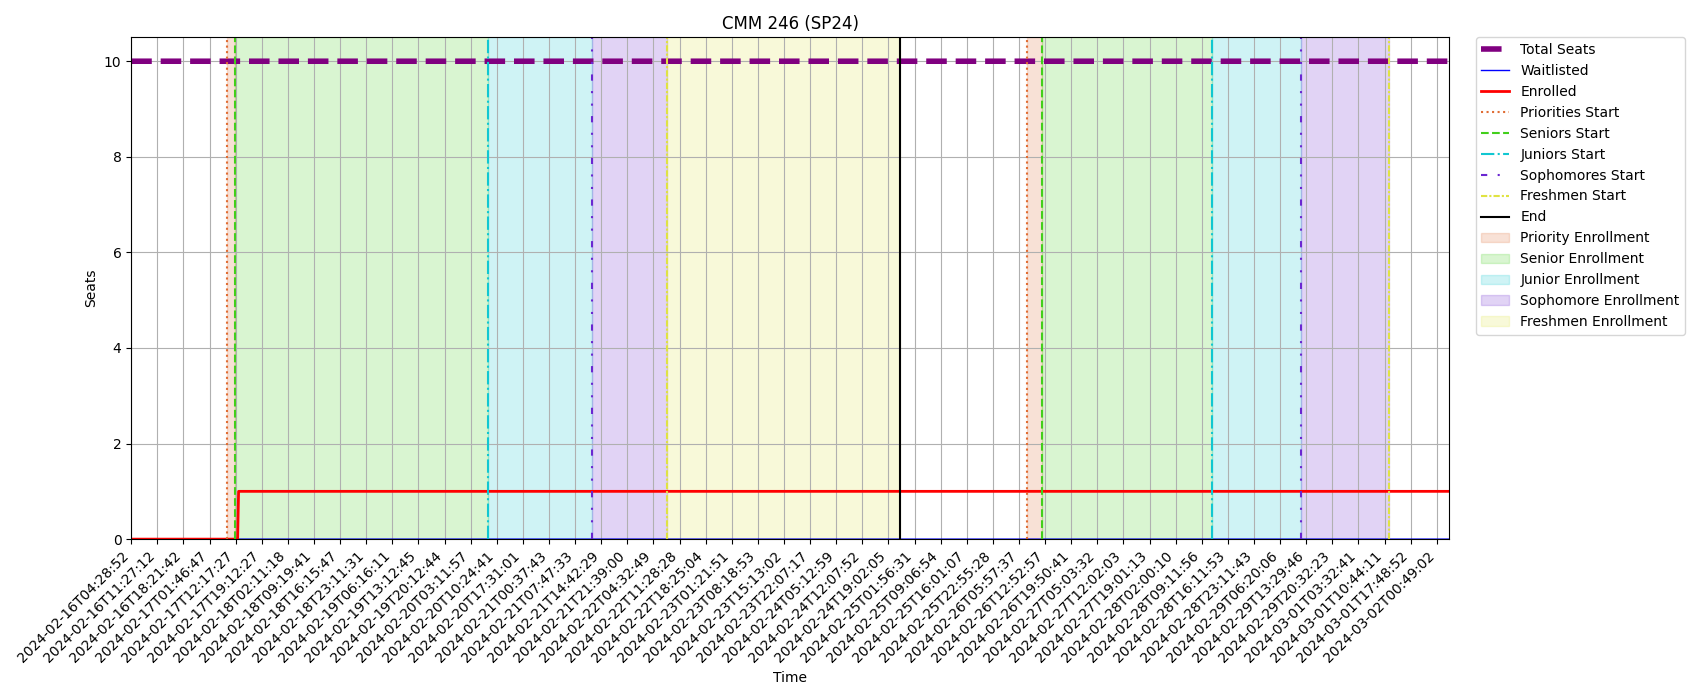 CMM 246 (SP24)
10
8
6
4
2
0
Seats
2024-02-16T04:28:52
2024-02-16T11:27:12
2024-02-16T18:21:42
2024-02-17T01:46:47
2024-02-17T12:17:27
2024-02-17T19:12:27
2024-02-18T02:11:18
2024-02-18T09:19:41
2024-02-18T16:15:47
2024-02-18T23:11:31
2024-02-19T06:16:11
2024-02-19T13:12:45
2024-02-19T20:12:44
2024-02-20T03:11:57
2024-02-20T10:24:41
2024-02-20T17:31:01
2024-02-21T00:37:43
2024-02-21T07:47:33
2024-02-21T14:42:29
2024-02-21T21:39:00
2024-02-22T04:32:49
2024-02-22T11:28:28
2024-02-22T18:25:04
2024-02-23T01:21:51
2024-02-23T08:18:53
2024-02-23T15:13:02
2024-02-23T22:07:17
2024-02-24T05:12:59
2024-02-24T12:07:52
2024-02-24T19:02:05
2024-02-25T01:56:31
2024-02-25T09:06:54
2024-02-25T16:01:07
2024-02-25T22:55:28
2024-02-26T05:57:37
2024-02-26T12:52:57
2024-02-26T19:50:41
2024-02-27T05:03:32
2024-02-27T12:02:03
2024-02-27T19:01:13
2024-02-28T02:00:10
2024-02-28T09:11:56
2024-02-28T16:11:53
2024-02-28T23:11:43
2024-02-29T06:20:06
2024-02-29T13:29:46
2024-02-29T20:32:23
2024-03-01T03:32:41
2024-03-01T10:44:11
2024-03-01T17:48:52
2024-03-02T00:49:02
Time
Total Seats
Waitlisted
Enrolled
Priorities Start
Seniors Start
Juniors Start
Sophomores Start
Freshmen Start
End
Priority Enrollment
Senior Enrollment
Junior Enrollment
Sophomore Enrollment
Freshmen Enrollment